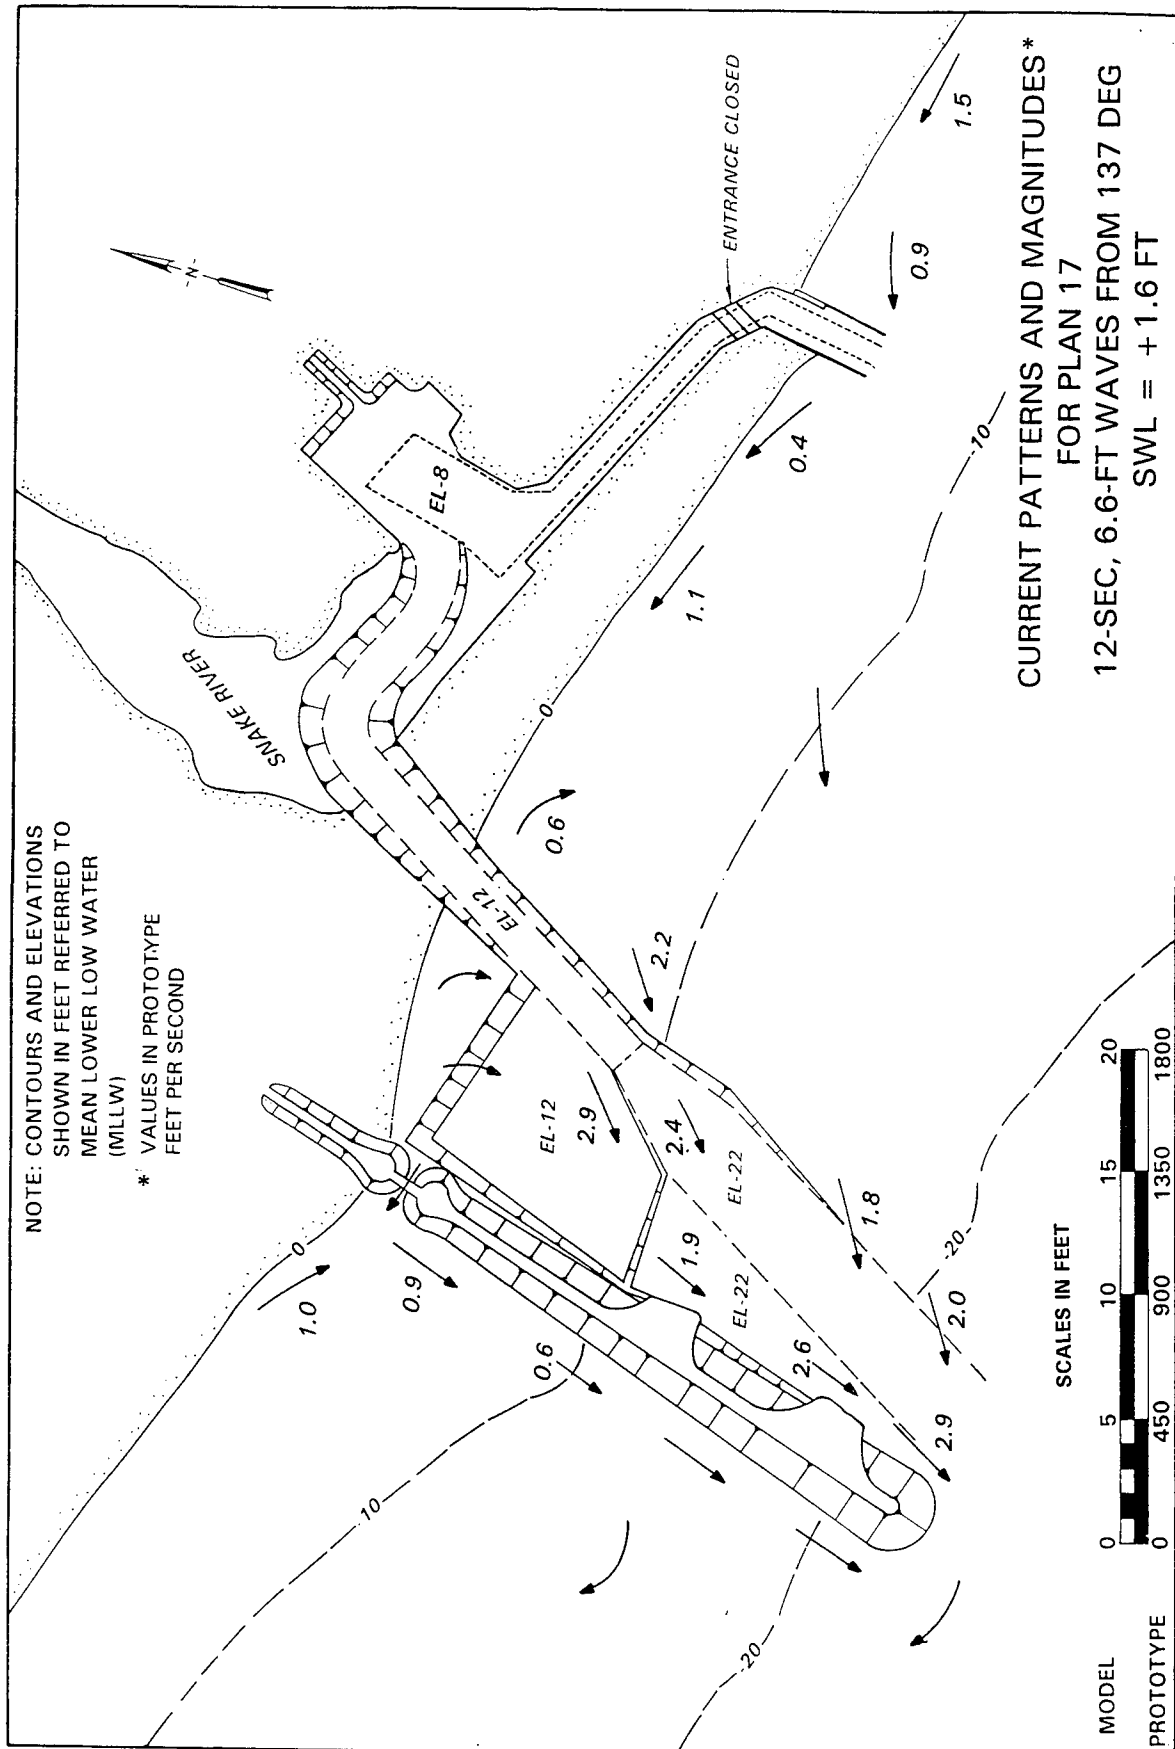 NOTE: CONTOURS AND ELEVATIONS
SHOWN IN FEET REFERRED TO
MEAN LOWER LOW WATER
(MLLW)
* VALUES IN PROTOTYPE
FEET PER SECOND
SNAKE RIVER
-N-
EL-8
ENTRANCE CLOSED
EL-12
EL-12
EL-22
EL-22
0
0
-10
-10
-20
-20
1.0
0.9
0.6
2.9
2.4
1.9
2.6
2.9
2.2
1.8
2.0
0.6
1.1
0.4
0.9
1.5
CURRENT PATTERNS AND MAGNITUDES*
FOR PLAN 17
12-SEC, 6.6-FT WAVES FROM 137 DEG
SWL = +1.6 FT
SCALES IN FEET
MODEL 0 5 10 15 20
PROTOTYPE 0 450 900 1350 1800